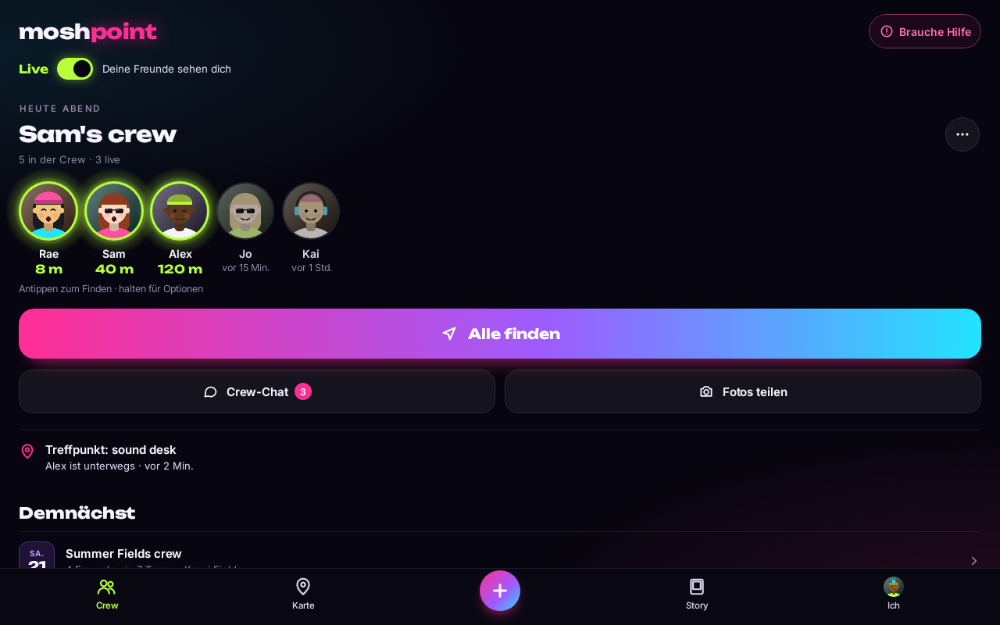 moshpoint
Brauche Hilfe
Live Deine Freunde sehen dich
HEUTE ABEND
Sam's crew
5 in der Crew · 3 live
Rae Sam Alex Jo Kai
8 m 40 m 120 m vor 15 Min. vor 1 Std.
Antippen zum Finden · halten für Optionen
Alle finden
Crew-Chat 3 Fotos teilen
Treffpunkt: sound desk
Alex ist unterwegs · vor 2 Min.
Demnächst
SA.
21
Summer Fields crew
Crew Karte Story Ich